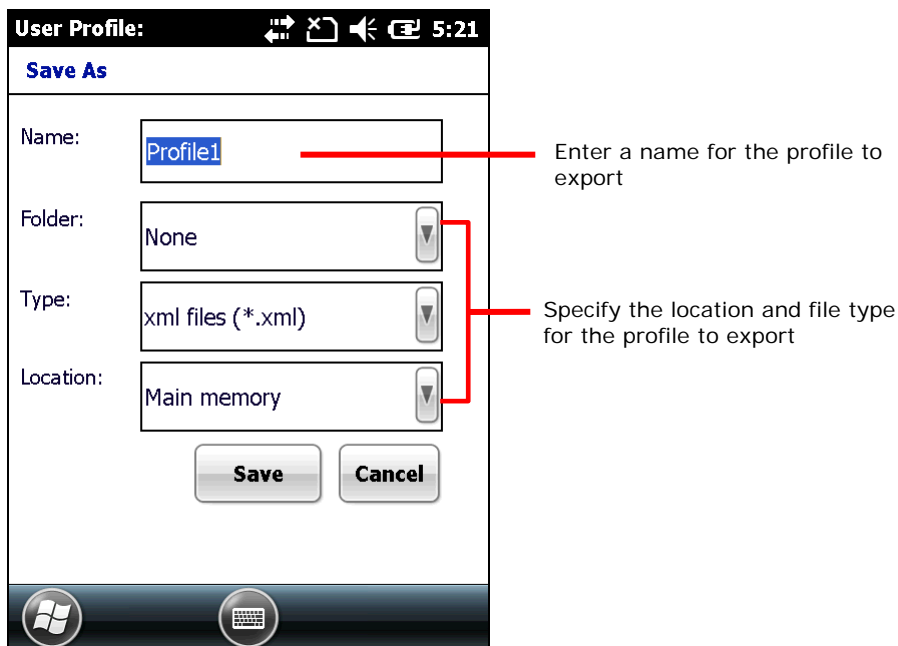 User Profile: 5:21
Save As
Name:
Profile1
Enter a name for the profile to
export
Folder:
None
Type:
xml files (*.xml)
Specify the location and file type
for the profile to export
Location:
Main memory
Save Cancel